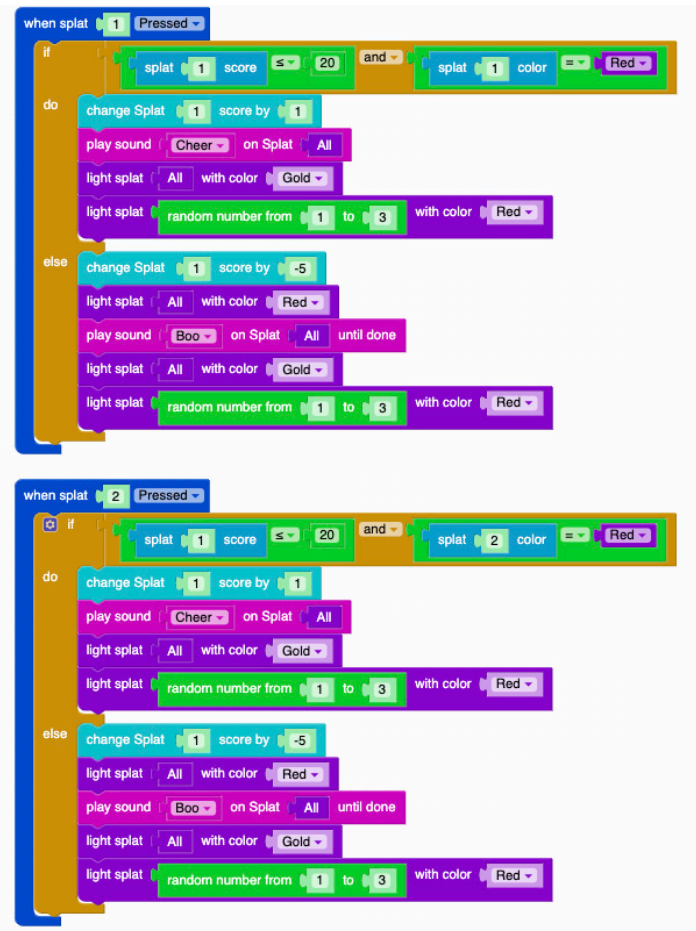 when splat 1 Pressed
if splat 1 score ≤ 20 and splat 1 color = Red
do change Splat 1 score by 1
play sound Cheer on Splat All
light splat All with color Gold
light splat random number from 1 to 3 with color Red
else change Splat 1 score by -5
light splat All with color Red
play sound Boo on Splat All until done
light splat All with color Gold
light splat random number from 1 to 3 with color Red
when splat 2 Pressed
if splat 1 score ≤ 20 and splat 2 color = Red
do change Splat 1 score by 1
play sound Cheer on Splat All
light splat All with color Gold
light splat random number from 1 to 3 with color Red
else change Splat 1 score by -5
light splat All with color Red
play sound Boo on Splat All until done
light splat All with color Gold
light splat random number from 1 to 3 with color Red